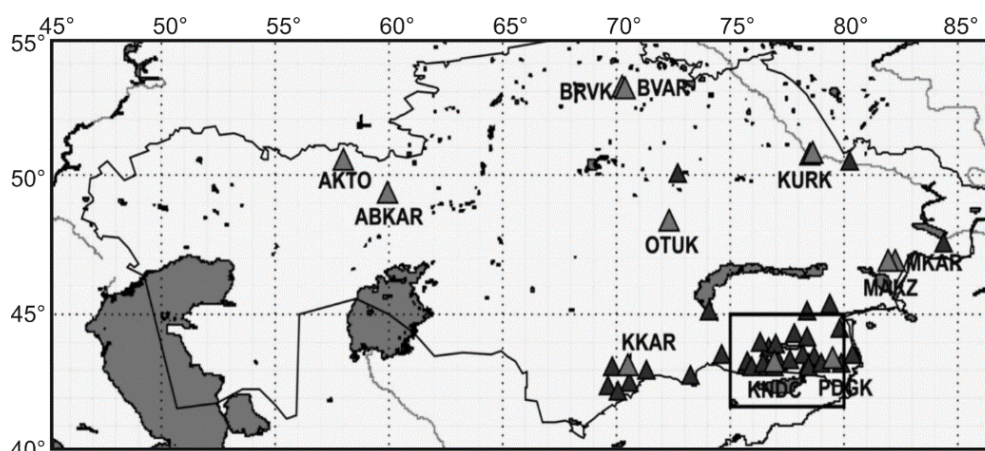 45° 50° 55° 60° 65° 70° 75° 80° 85°
55°
BRVK BVAR
50°
AKTO
KURK
ABKAR
OTUK
MKAR
MAKZ
45°
KKAR
KNDC PDGK
40°